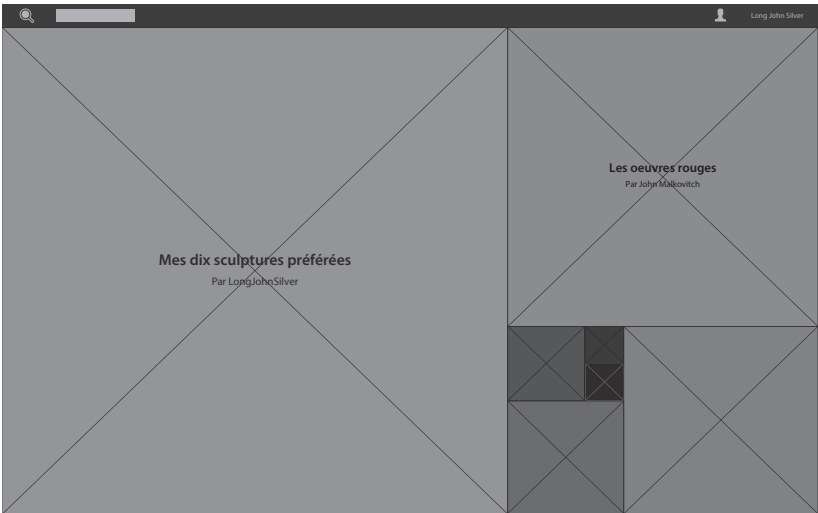 Long John Silver
Les oeuvres rouges
Par John Malkovitch
Mes dix sculptures préférées
Par LongJohnSilver